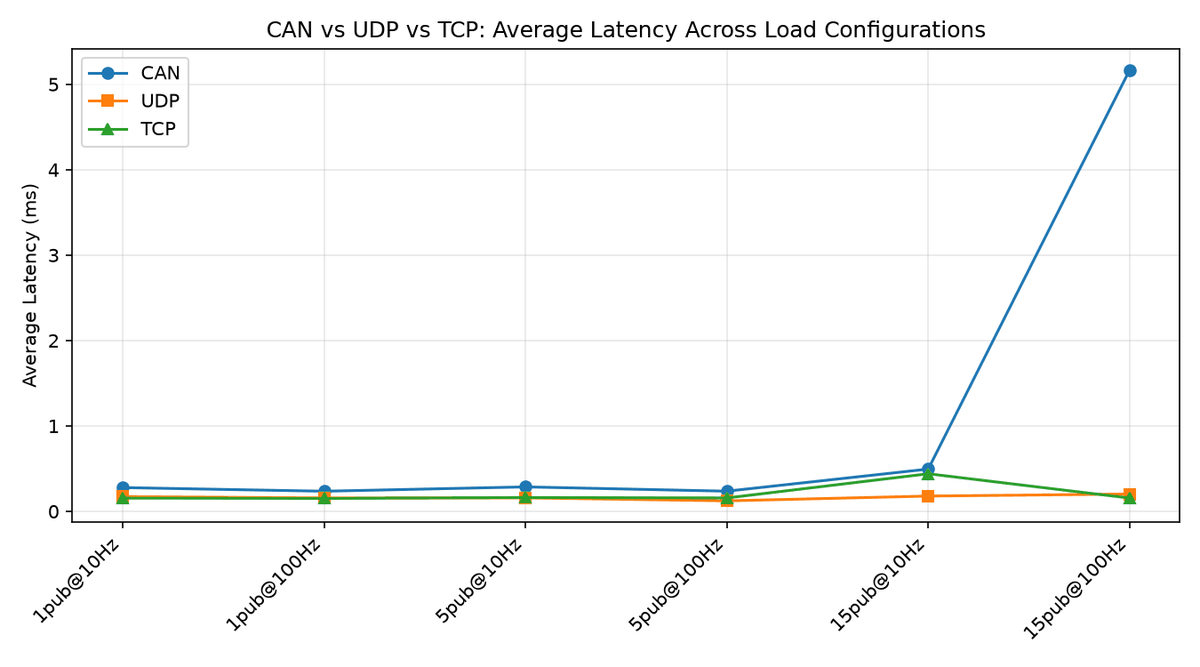 CAN vs UDP vs TCP: Average Latency Across Load Configurations
CAN
UDP
TCP
Average Latency (ms)
5
4
3
2
1
0
1pub@10Hz
1pub@100Hz
5pub@10Hz
5pub@100Hz
15pub@10Hz
15pub@100Hz